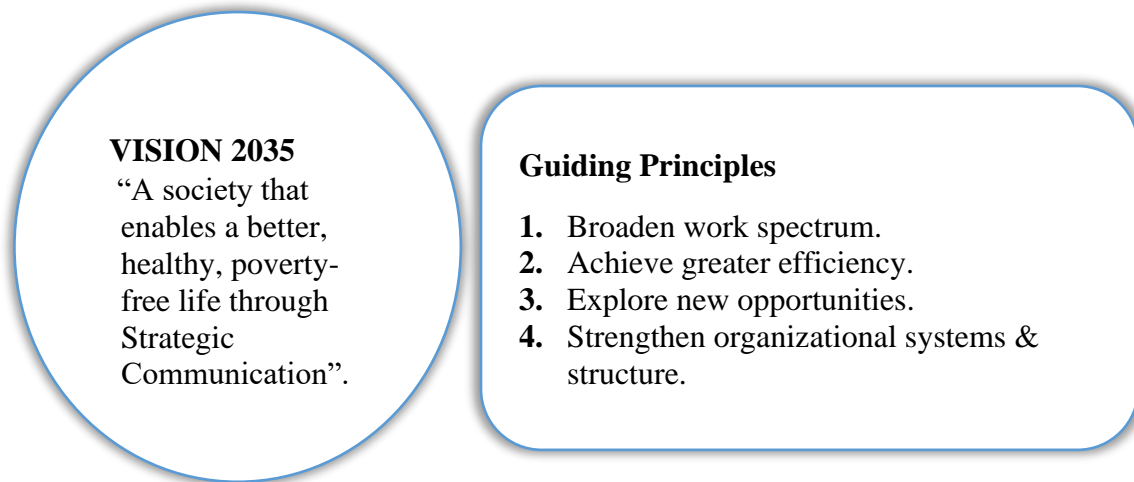 VISION 2035
“A society that
enables a better,
healthy, poverty-
free life through
Strategic
Communication”.
Guiding Principles
1. Broaden work spectrum.
2. Achieve greater efficiency.
3. Explore new opportunities.
4. Strengthen organizational systems &
structure.